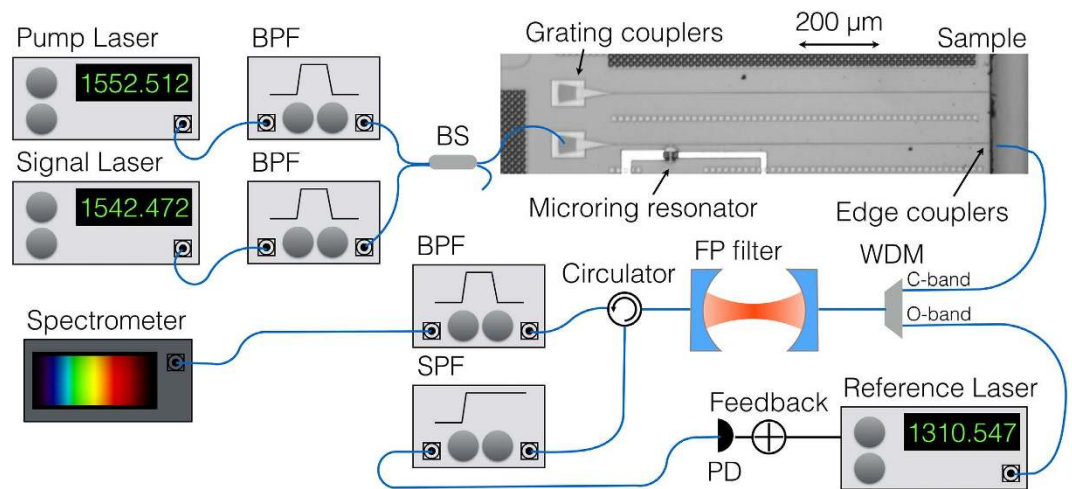 Pump Laser
1552.512
BPF
Signal Laser
1542.472
BPF
BS
Grating couplers
200 μm
Sample
Microring resonator
Edge couplers
BPF
Circulator
FP filter
WDM
C-band
O-band
Spectrometer
SPF
Feedback
PD
Reference Laser
1310.547